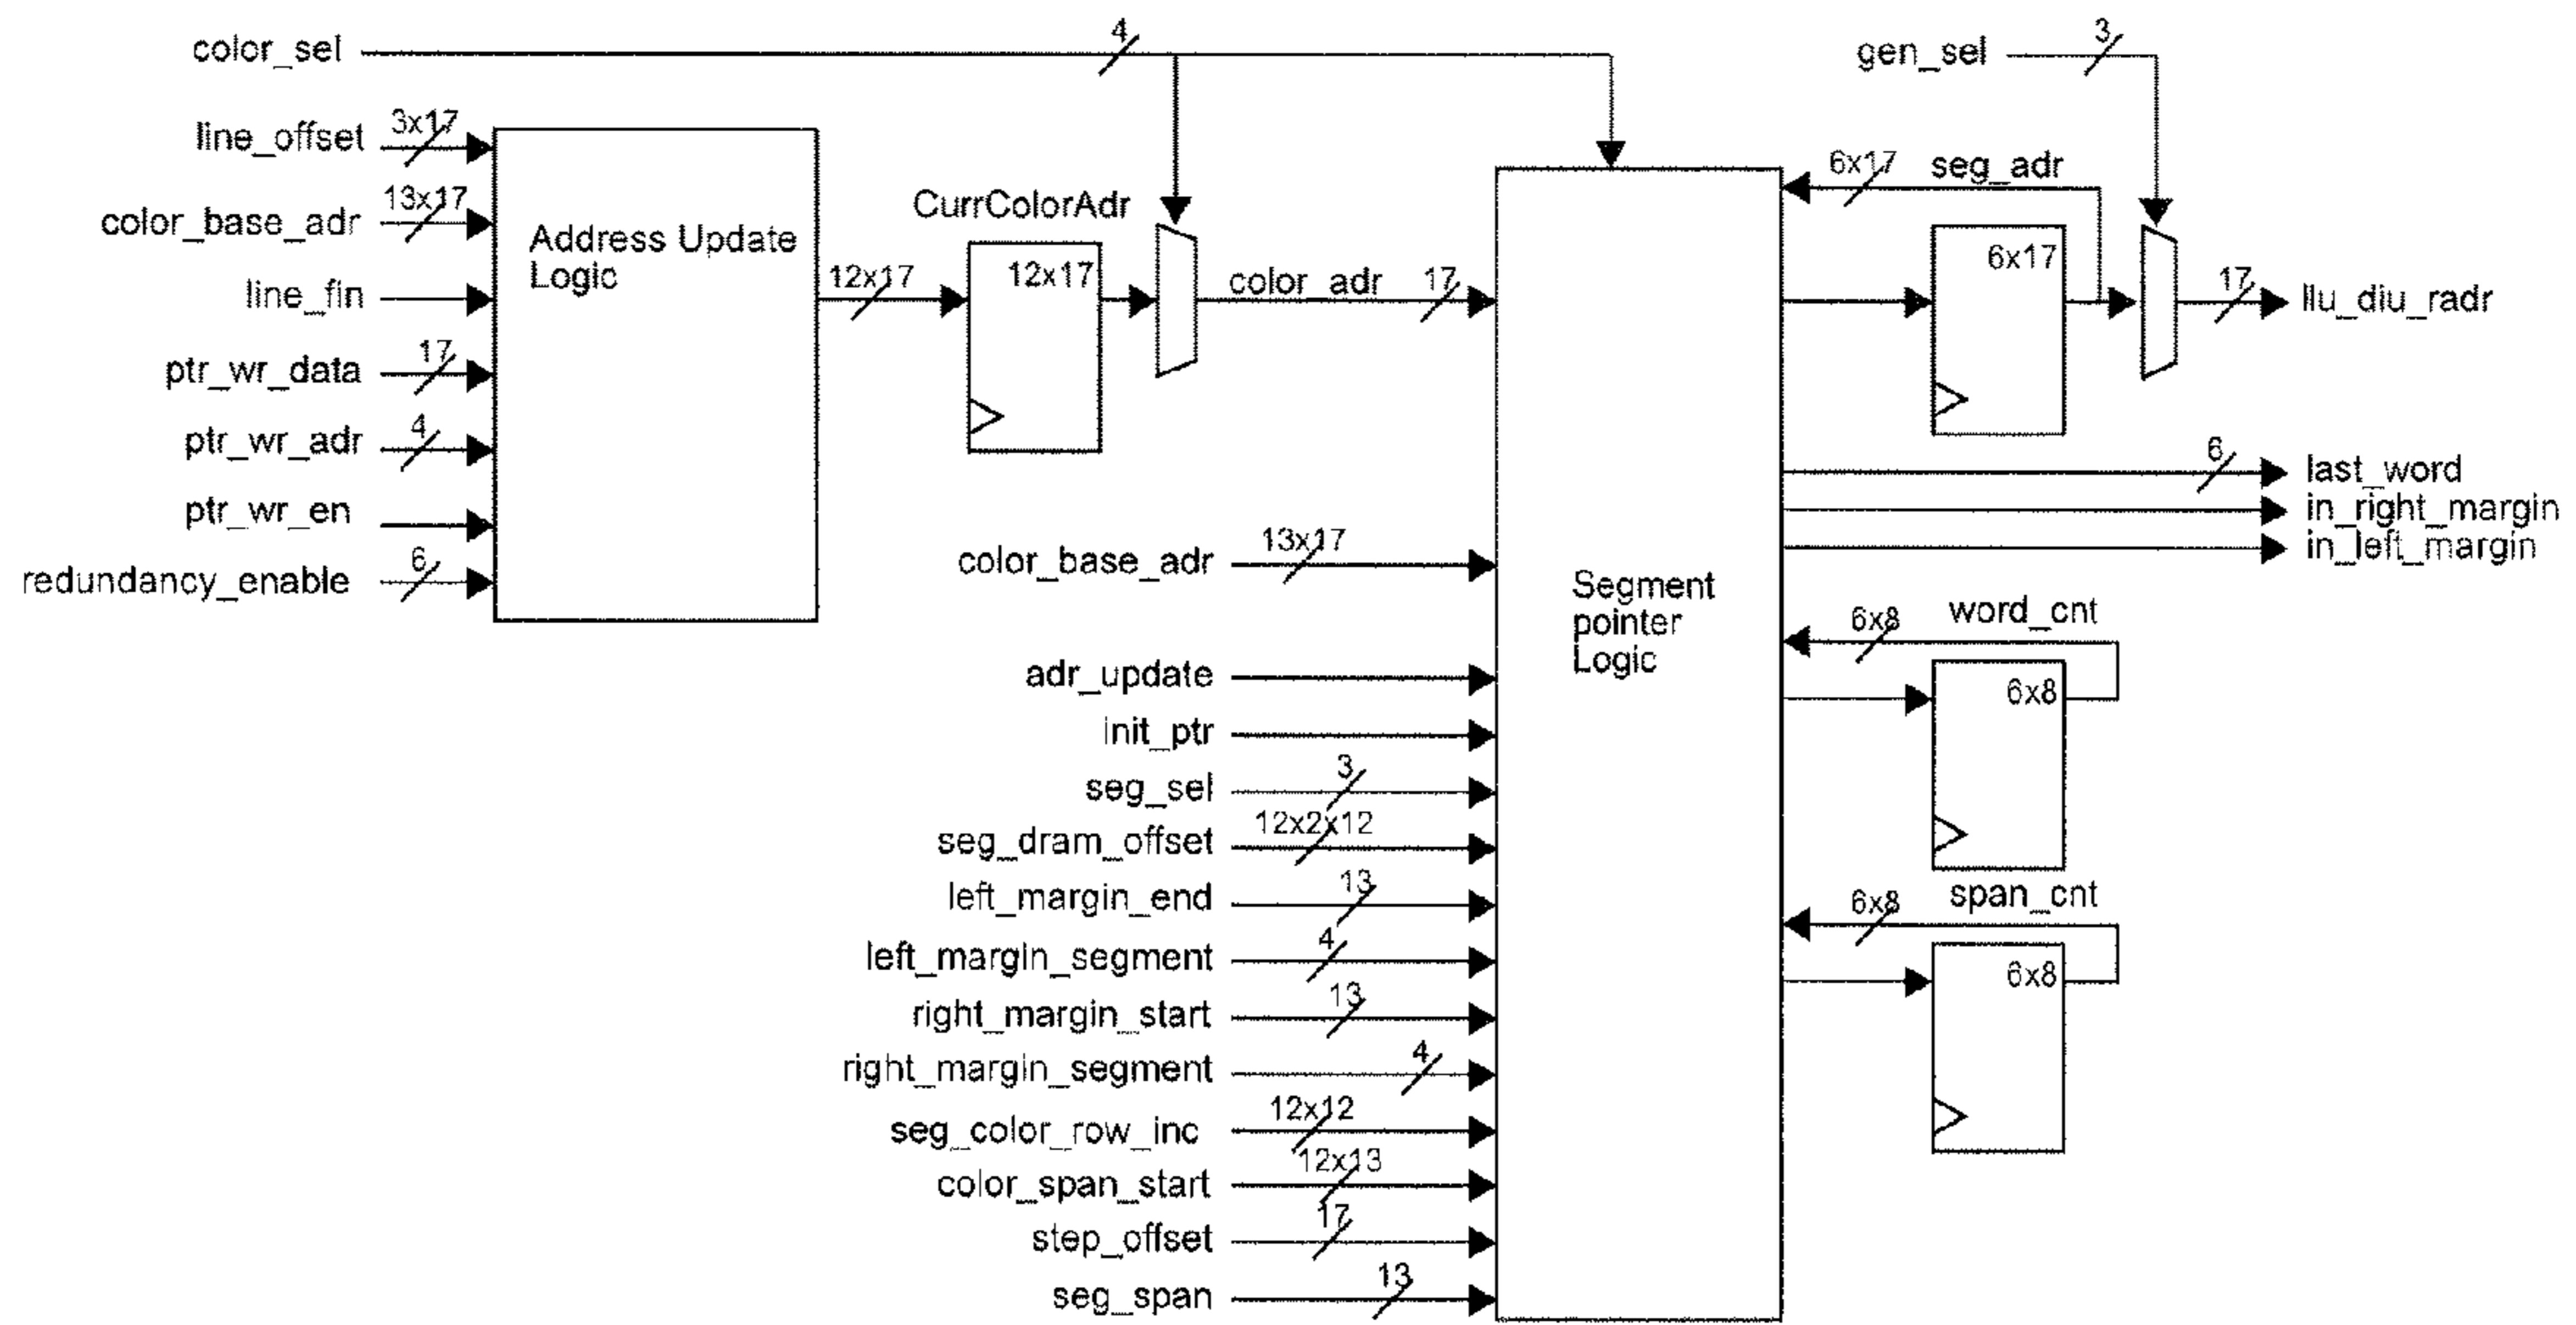 color_sel
4
gen_sel
3
line_offset
3x17
color_base_adr
13x17
line_fin
ptr_wr_data
17
ptr_wr_adr
4
ptr_wr_en
redundancy_enable
6
Address Update
Logic
12x17
CurrColorAdr
12x17
color_adr
17
6x17
seg_adr
6x17
17
llu_diu_radr
6
last_word
in_right_margin
in_left_margin
Segment
pointer
Logic
color_base_adr
13x17
adr_update
init_ptr
seg_sel
3
seg_dram_offset
12x2x12
left_margin_end
13
left_margin_segment
4
right_margin_start
13
right_margin_segment
4
seg_color_row_inc
12x12
color_span_start
12x13
step_offset
17
seg_span
13
6x8
word_cnt
6x8
6x8
span_cnt
6x8